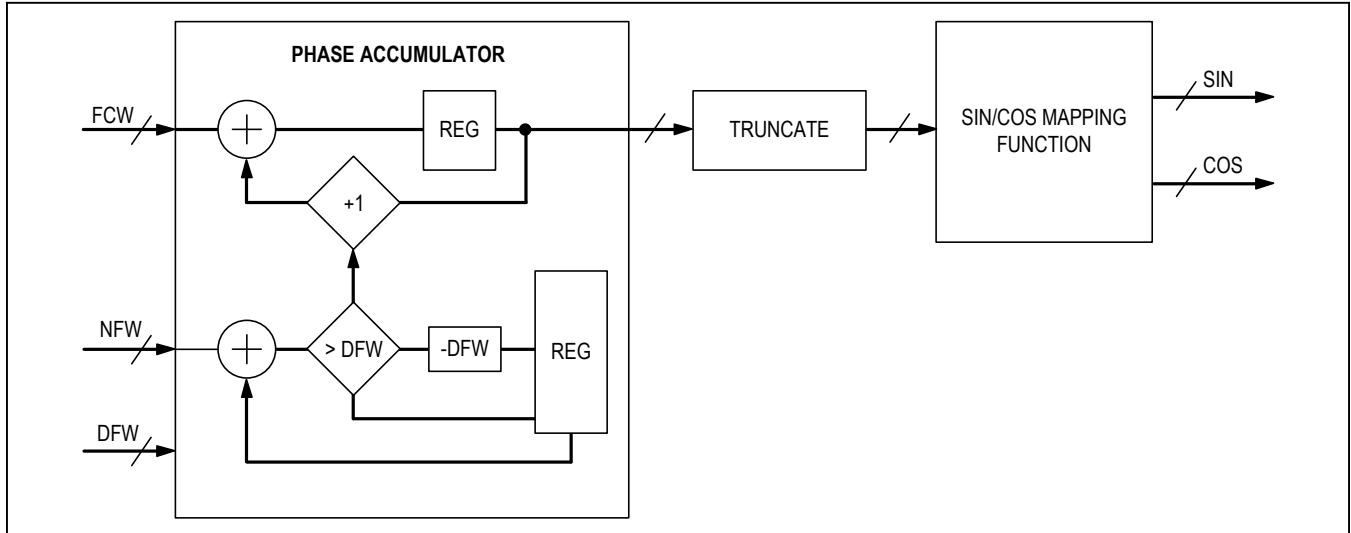 PHASE ACCUMULATOR
FCW
REG
TRUNCATE
SIN/COS MAPPING
FUNCTION
SIN
COS
+1
NFW
> DFW
-DFW
REG
DFW